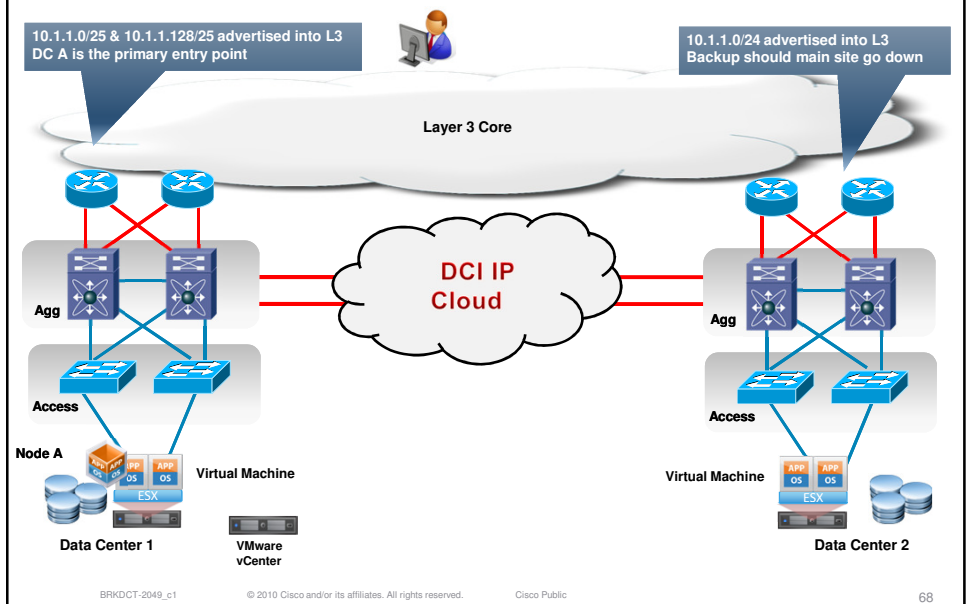 10.1.1.0/25 & 10.1.1.128/25 advertised into L3
DC A is the primary entry point
10.1.1.0/24 advertised into L3
Backup should main site go down
Layer 3 Core
DCI IP
Cloud
Agg
Agg
Access
Access
Node A
APP
OS
APP
OS
APP
OS
APP
OS
ESX
Virtual Machine
Virtual Machine
APP
OS
APP
OS
ESX
Data Center 1
VMware
vCenter
Data Center 2
BRKDCT-2049_c1
© 2010 Cisco and/or its affiliates. All rights reserved.
Cisco Public
68